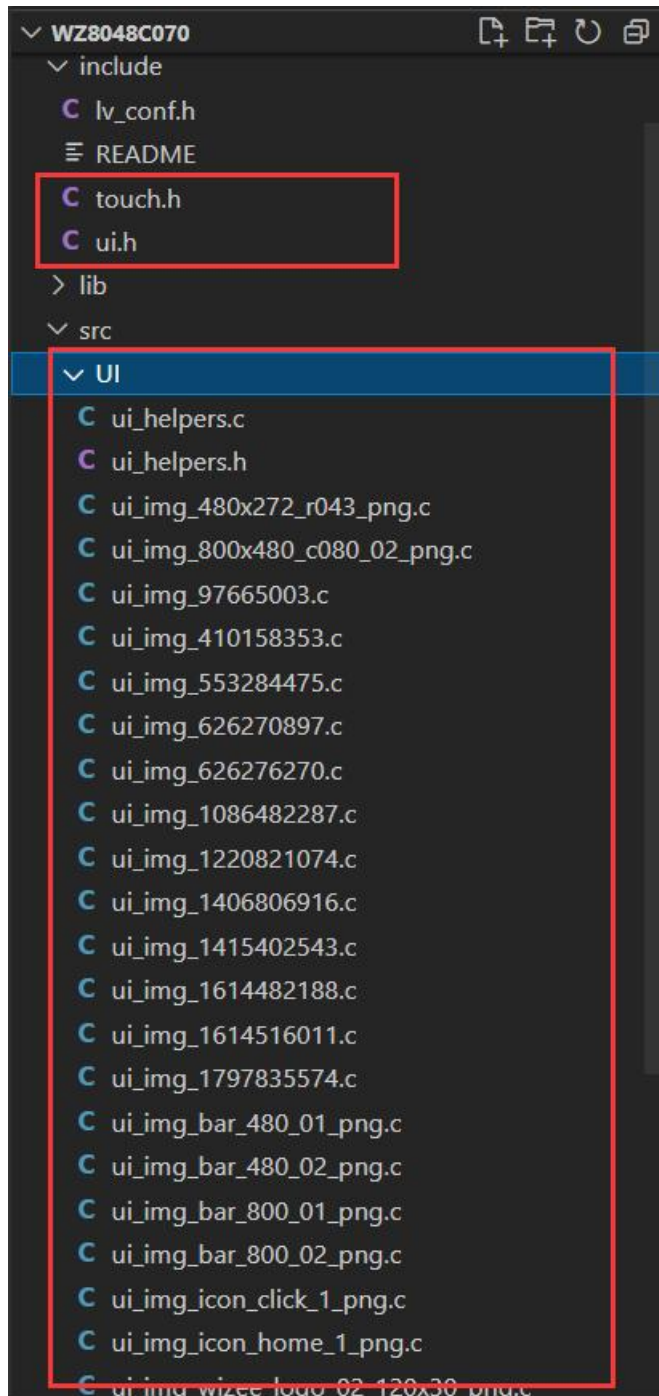 WZ8048C070
include
C lv_conf.h
README
C touch.h
C ui.h
lib
src
UI
C ui_helpers.c
C ui_helpers.h
C ui_img_480x272_r043_png.c
C ui_img_800x480_c080_02_png.c
C ui_img_97665003.c
C ui_img_410158353.c
C ui_img_553284475.c
C ui_img_626270897.c
C ui_img_626276270.c
C ui_img_1086482287.c
C ui_img_1220821074.c
C ui_img_1406806916.c
C ui_img_1415402543.c
C ui_img_1614482188.c
C ui_img_1614516011.c
C ui_img_1797835574.c
C ui_img_bar_480_01_png.c
C ui_img_bar_480_02_png.c
C ui_img_bar_800_01_png.c
C ui_img_bar_800_02_png.c
C ui_img_icon_click_1_png.c
C ui_img_icon_home_1_png.c
C ui_img_wizee_logo_02_120x30_png.c